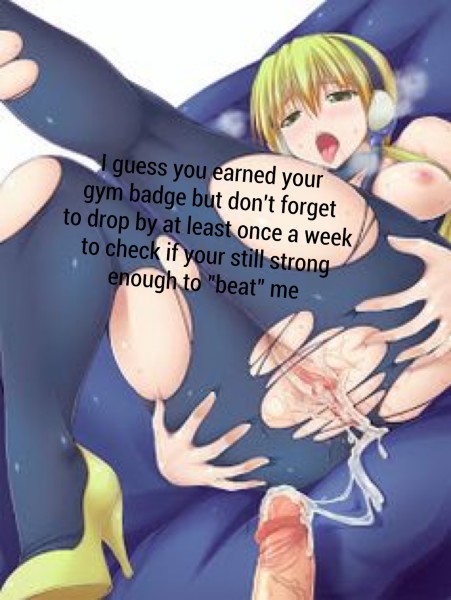 I guess you earned your
gym badge but don't forget
to drop by at least once a week
to check if your still strong
enough to "beat" me